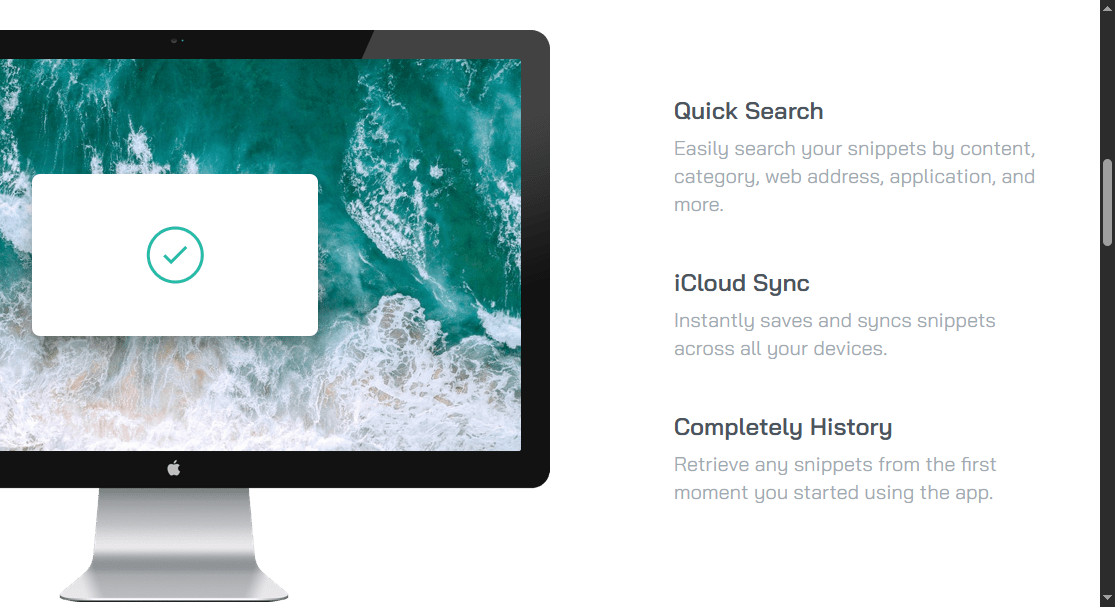 Quick Search
Easily search your snippets by content,
category, web address, application, and
more.
iCloud Sync
Instantly saves and syncs snippets
across all your devices.
Completely History
Retrieve any snippets from the first
moment you started using the app.